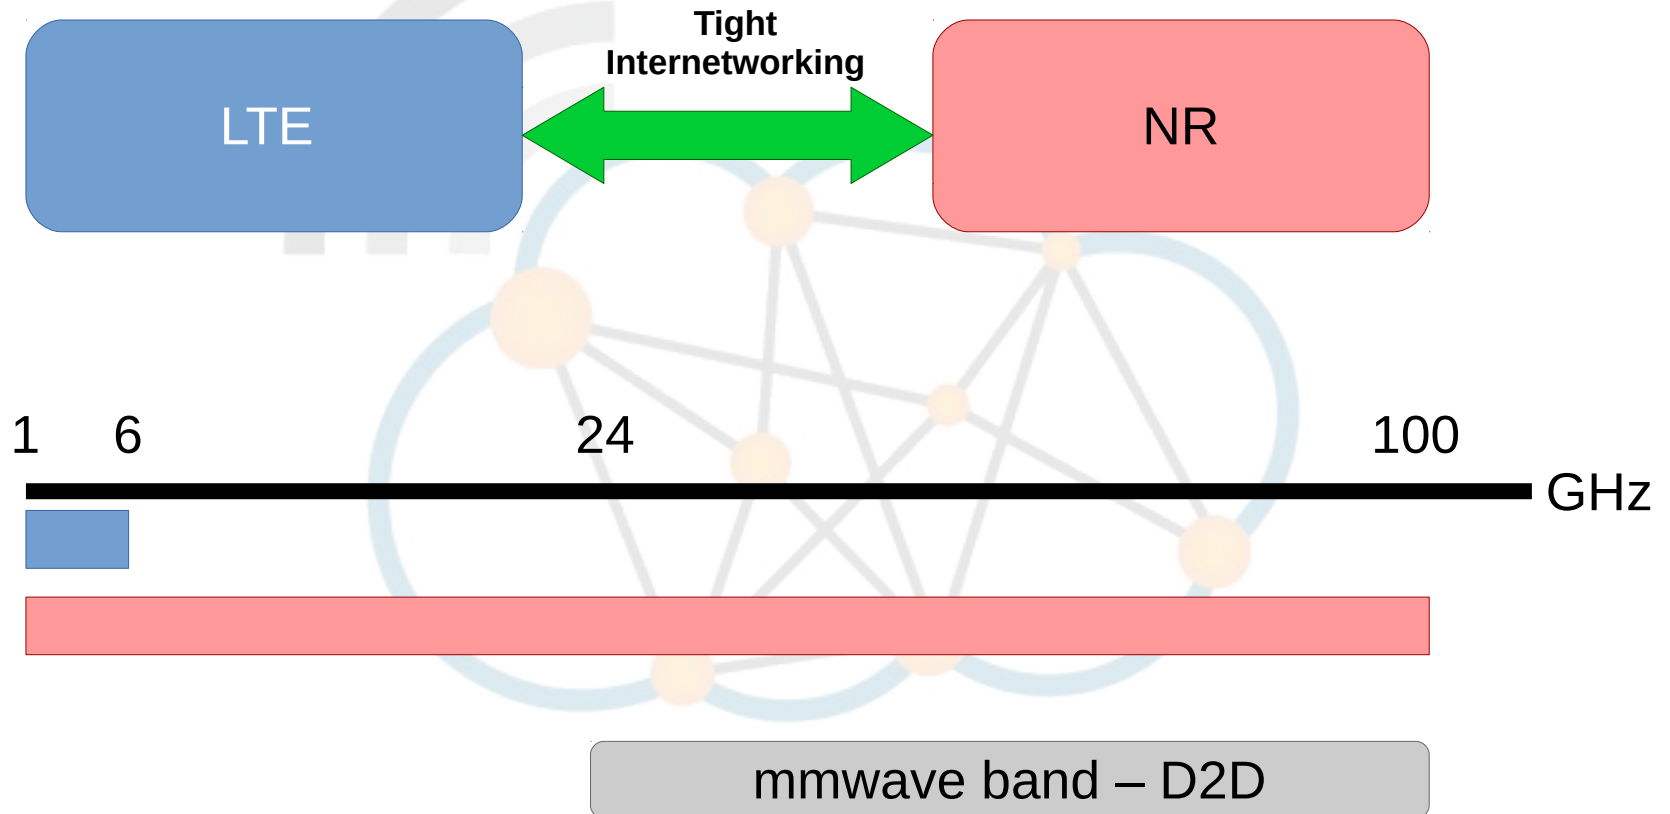 Tight
Internetworking
LTE
NR
1 6 24 100
GHz
mmwave band – D2D